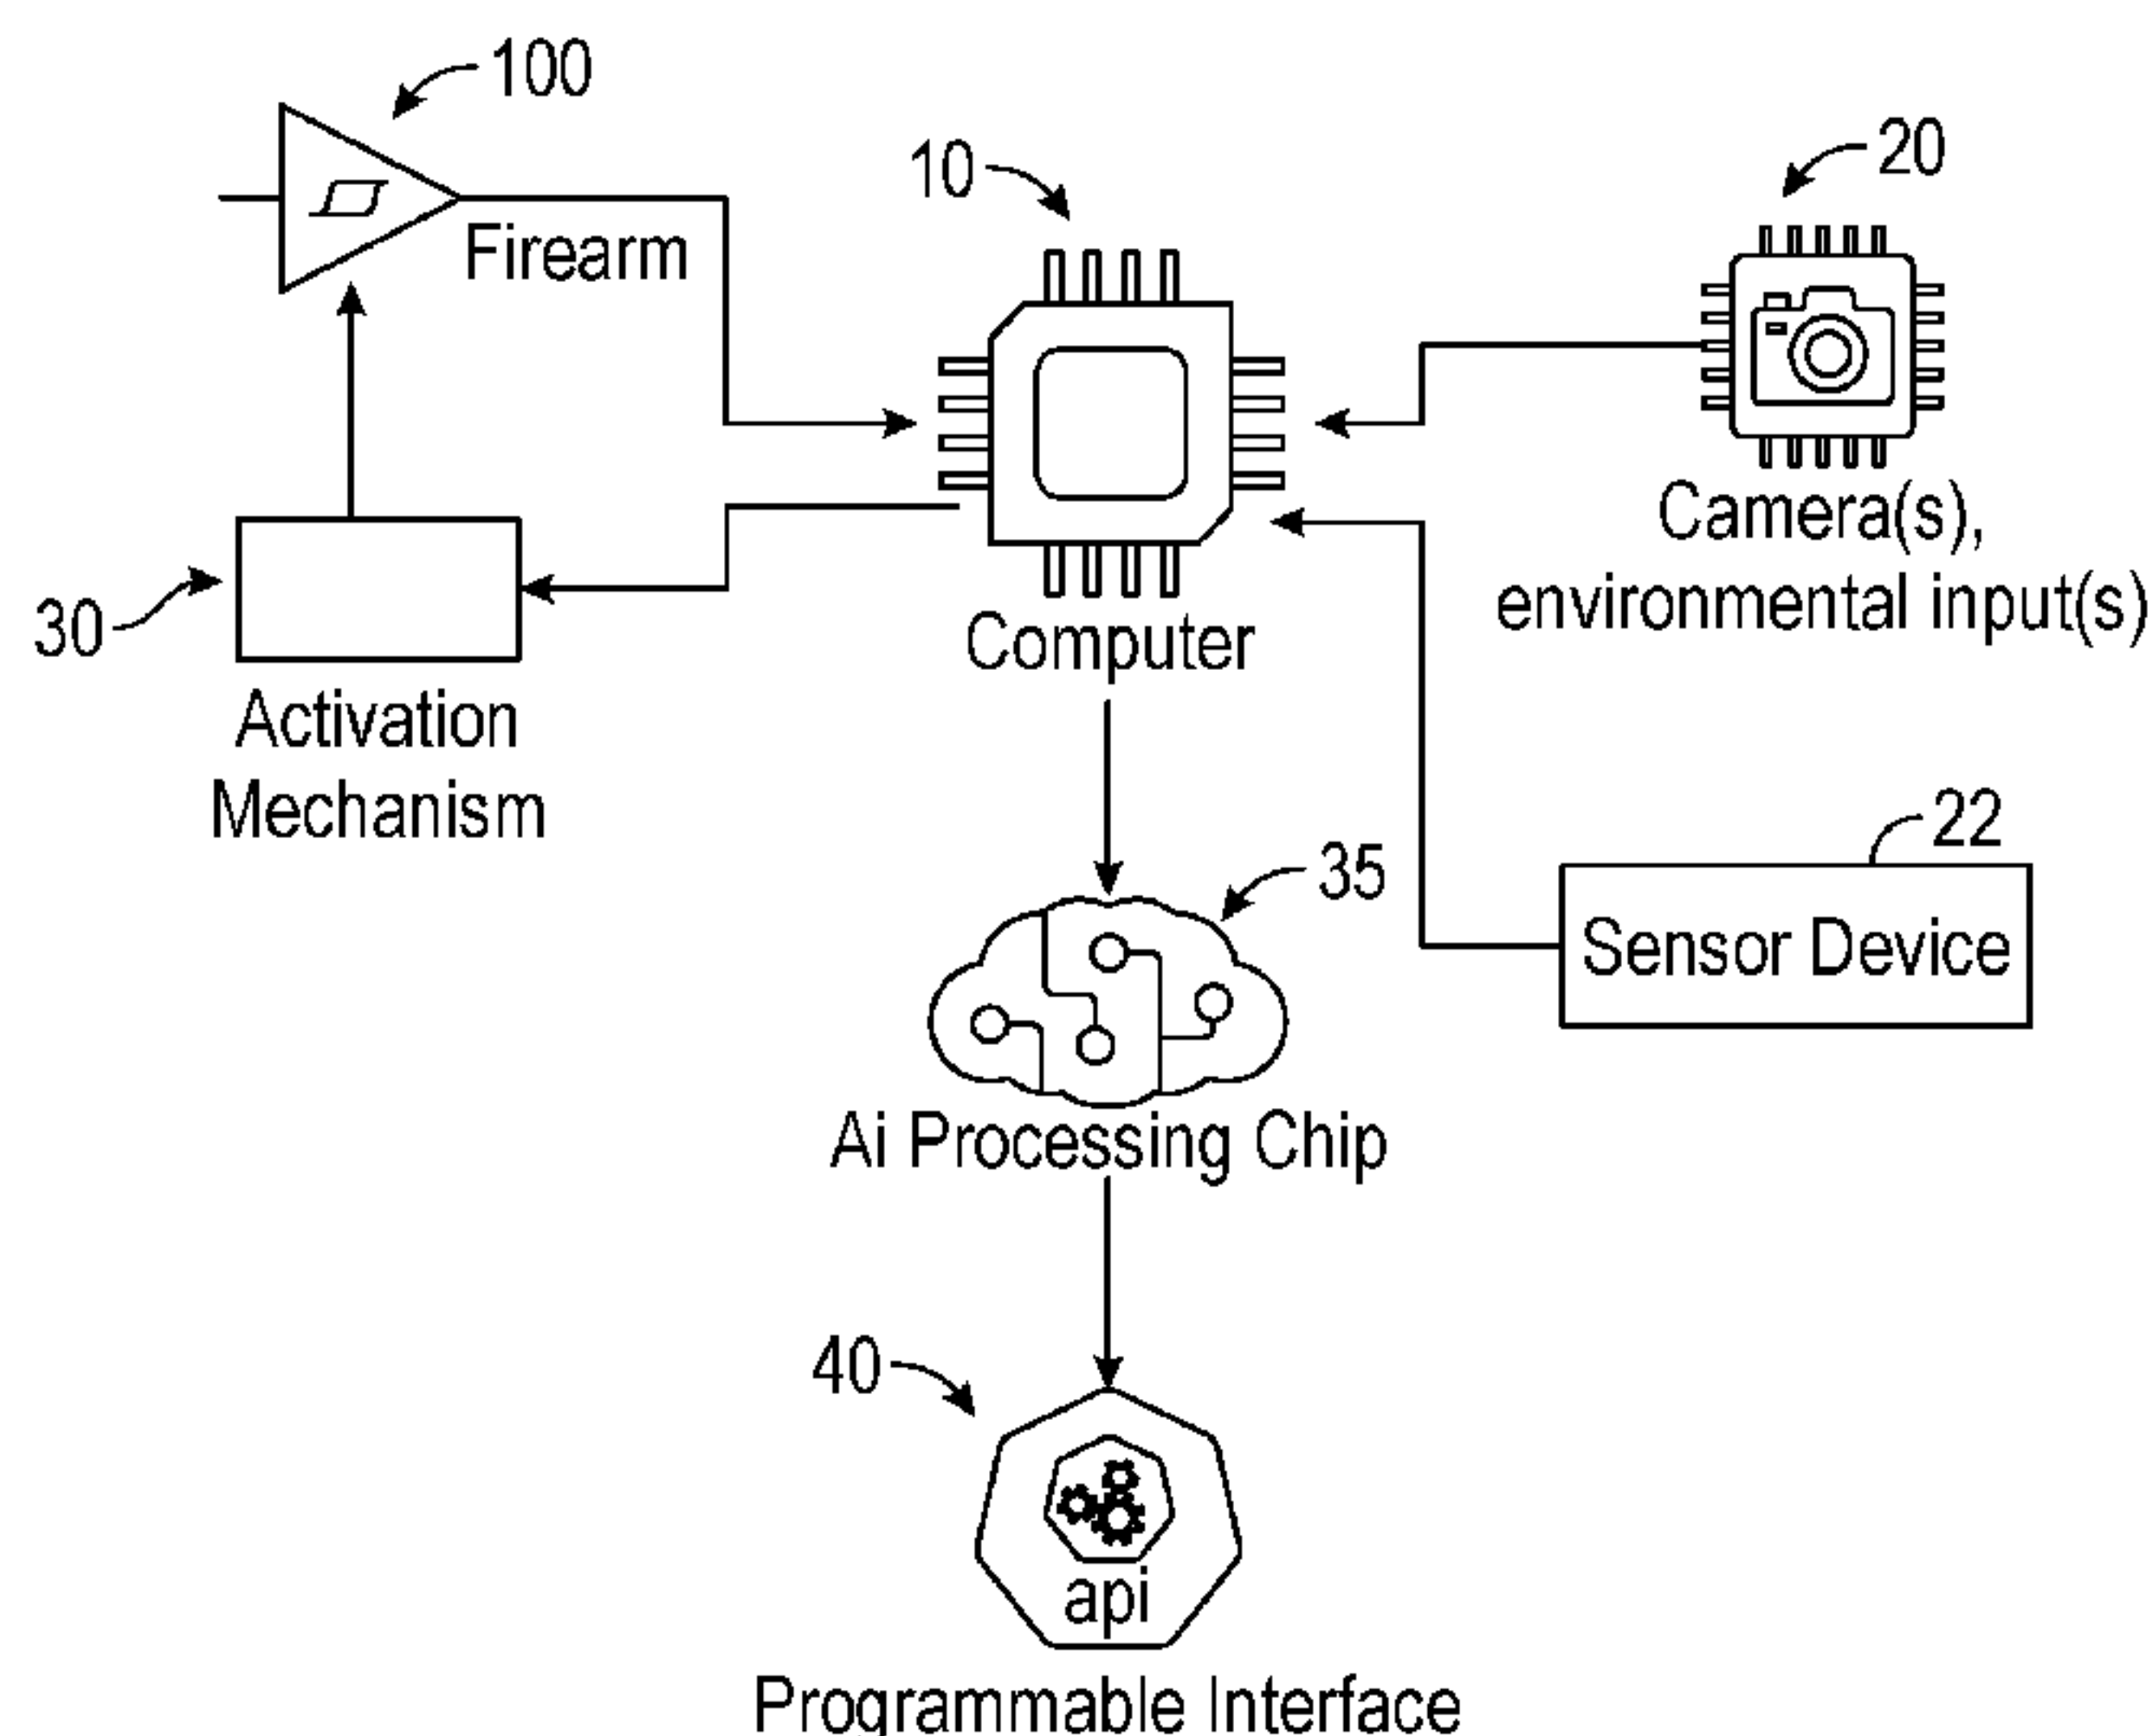 100
Firearm
10
20
Camera(s),
environmental input(s)
Computer
30
Activation
Mechanism
22
Sensor Device
35
Ai Processing Chip
40
api
Programmable Interface